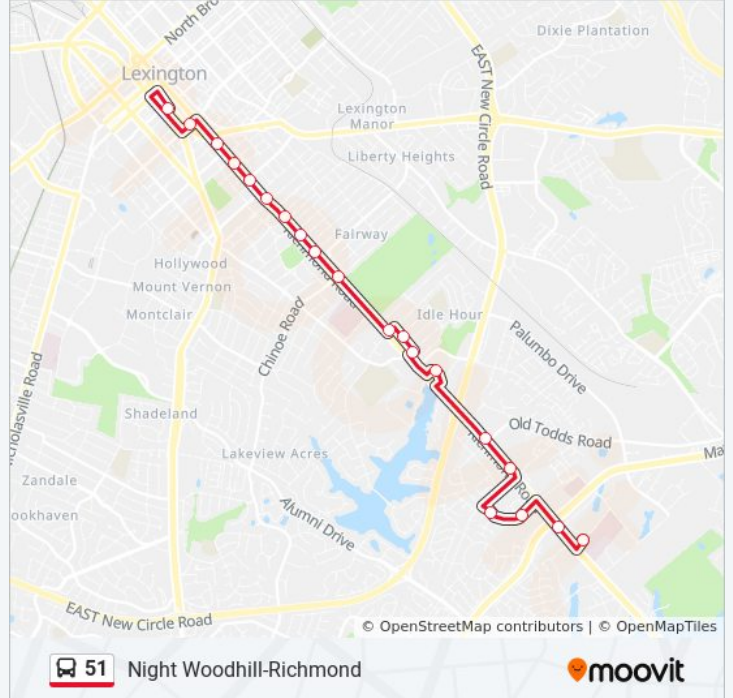 North Bro
Dixie Plantation
Lexington
EAST New Circle Road
Lexington
Manor
Liberty Heights
Fairway
Hollywood
Mount Vernon
Montclair
Chinoe Road
Idle Hour
Palumbo Drive
cholasville Road
Shadeland
Old Todds Road
Ma
Lakeview Acres
Zandale
ookhaven
Alumni Drive
EAST New Circle Road
© OpenStreetMap contributors | © OpenMapTiles
51 Night Woodhill-Richmond
moovit